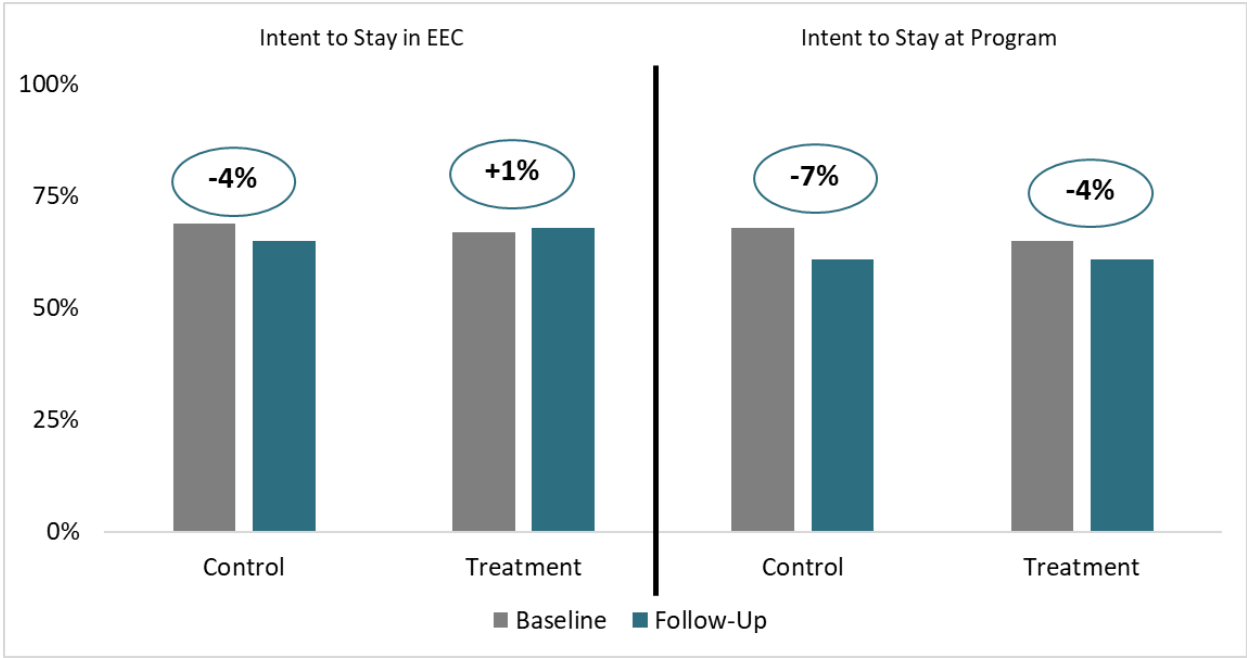 Intent to Stay in EEC
Intent to Stay at Program
100%
75%
50%
25%
0%
-4%
+1%
-7%
-4%
Control
Treatment
Control
Treatment
Baseline
Follow-Up